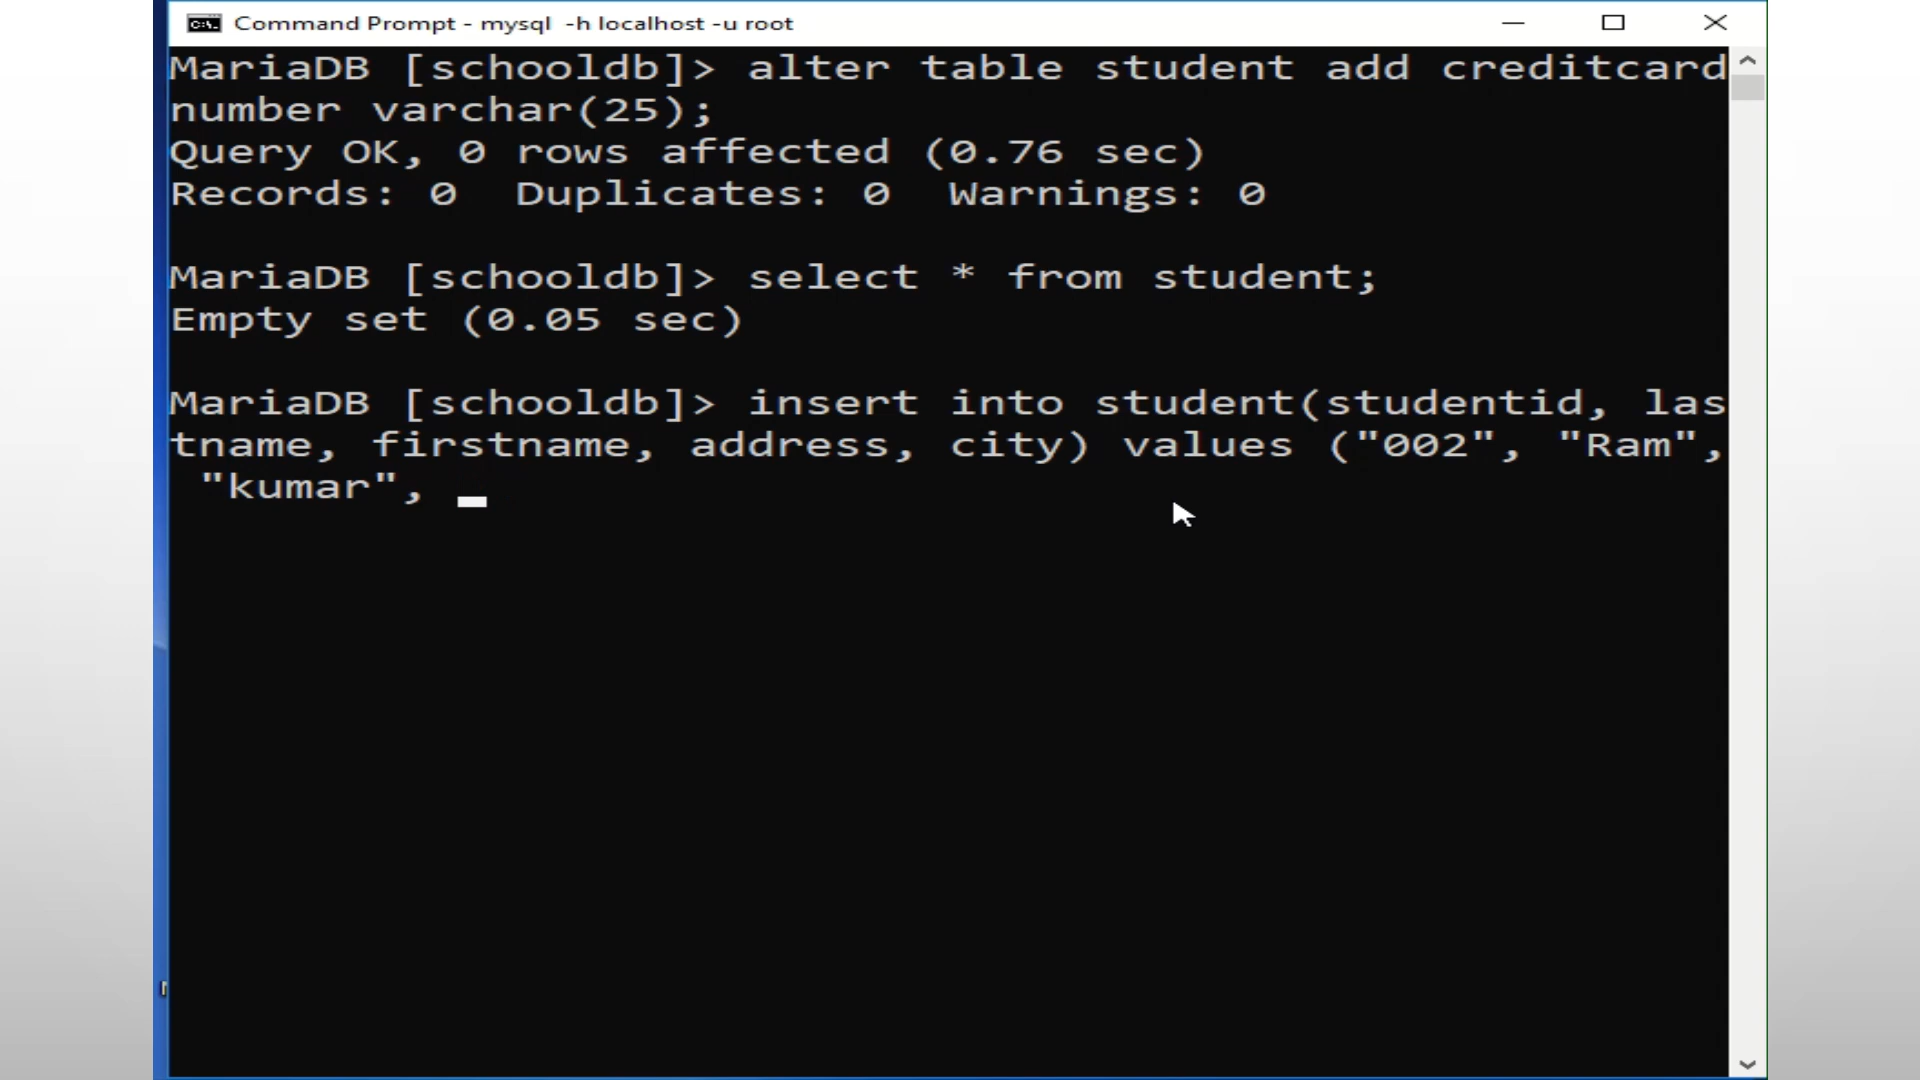 Command Prompt - mysql  -h localhost -u root
MariaDB [schooldb]> alter table student add creditcard
number varchar(25);
Query OK, 0 rows affected (0.76 sec)
Records: 0  Duplicates: 0  Warnings: 0
MariaDB [schooldb]> select * from student;
Empty set (0.05 sec)
MariaDB [schooldb]> insert into student(studentid, las
tname, firstname, address, city) values ("002", "Ram",
 "kumar",